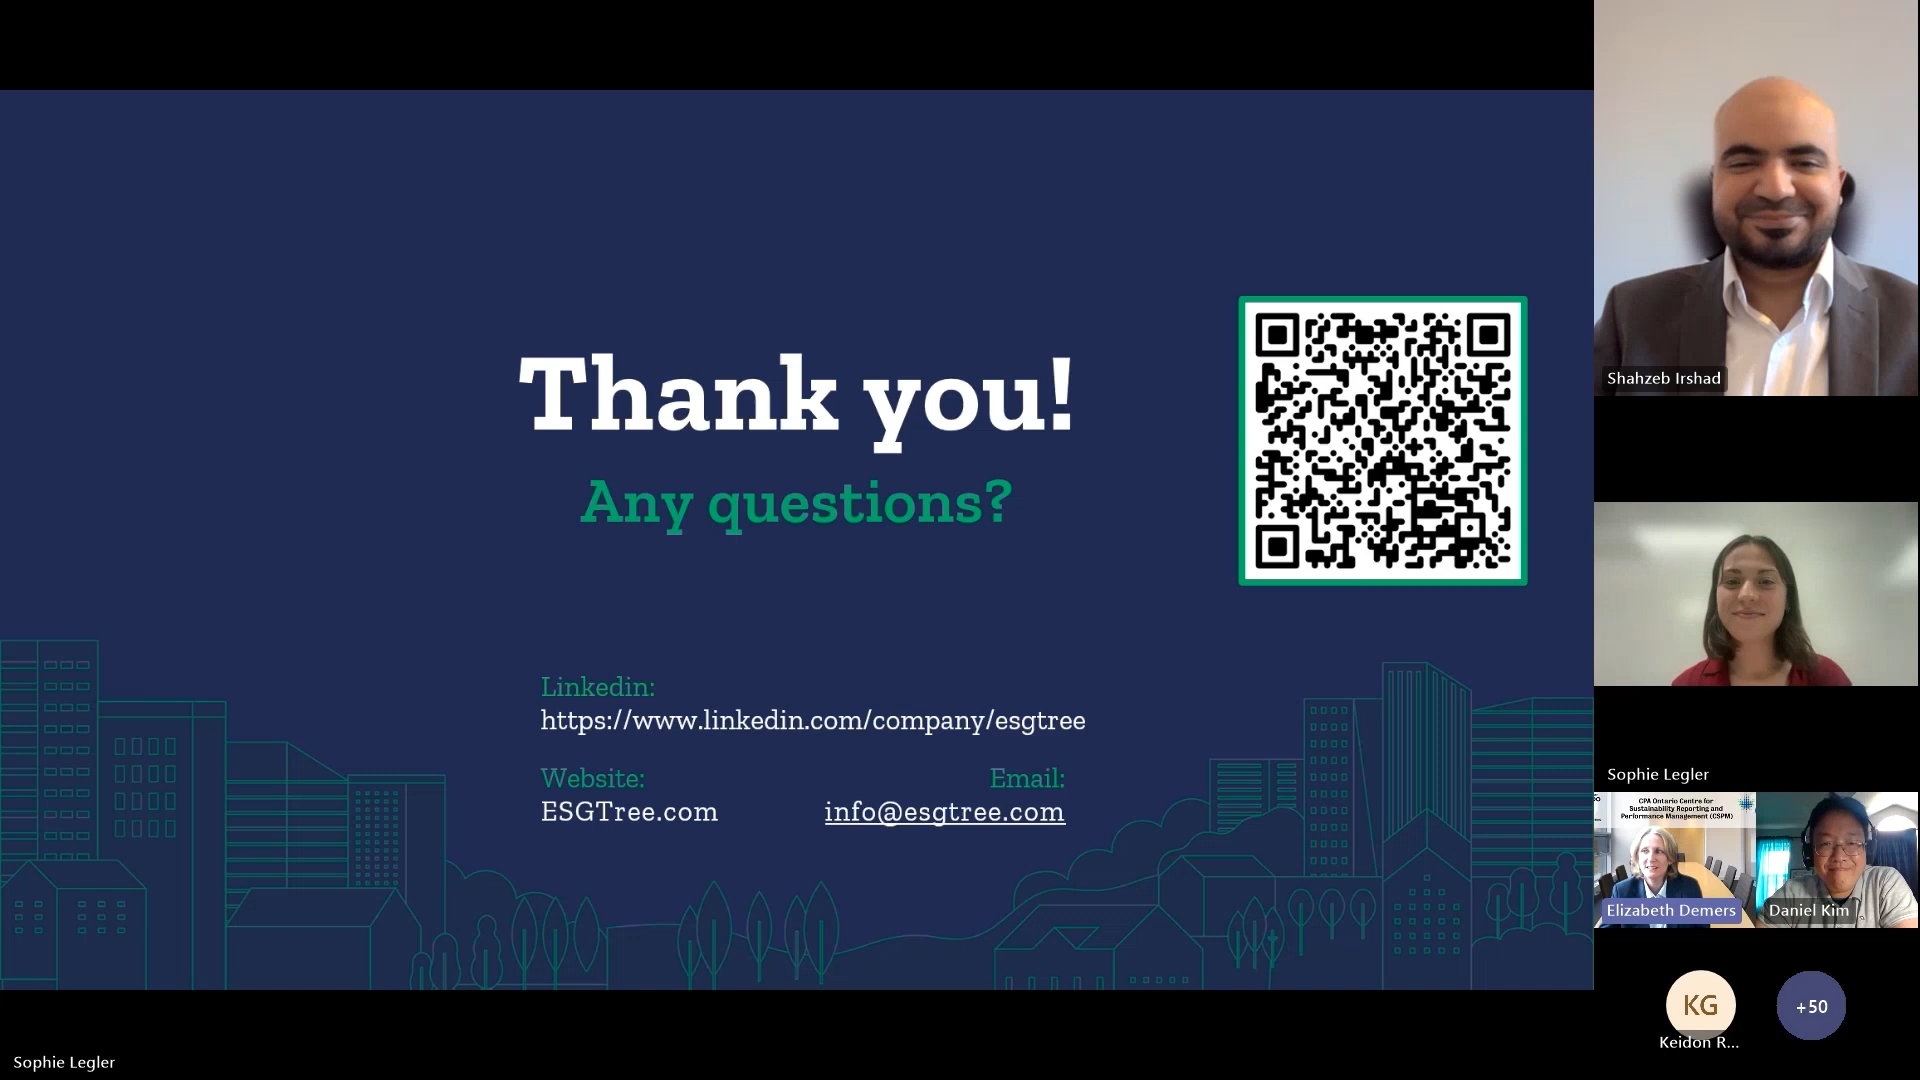 Thank you!
Any questions?
Linkedin:
https://www.linkedin.com/company/esgtree
Website:
ESGTree.com
Email:
info@esgtree.com
Shahzeb Irshad
Sophie Legler
CPA Ontario Centre for
Sustainability Reporting and
Performance Management (CSPM)
Elizabeth Demers
Daniel Kim
KG
Keidon R...
+50
Sophie Legler